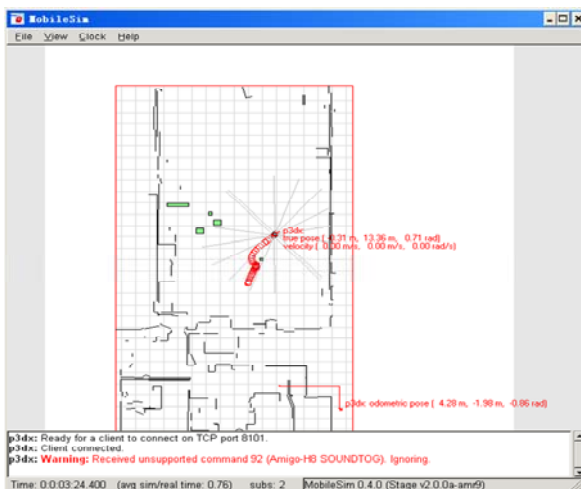 MobileSim
File View Clock Help
p3dx:
true pose [ 0.31 m, 13.36 m, 0.71 rad]
velocity [ 0.00 m/s, 0.00 m/s, 0.00 rad/s]
p3dx: odometric pose [ 4.28 m, -1.98 m, -0.86 rad]
p3dx: Ready for a client to connect on TCP port 8101.
p3dx: Client connected.
p3dx: Warning: Received unsupported command 92 (Amigo-H8 SOUNDTOG). Ignoring.
Time: 0:0:03:24.400 (avg sim/real time: 0.76) subs: 2 MobileSim 0.4.0 (Stage v2.0.0a-amr9)